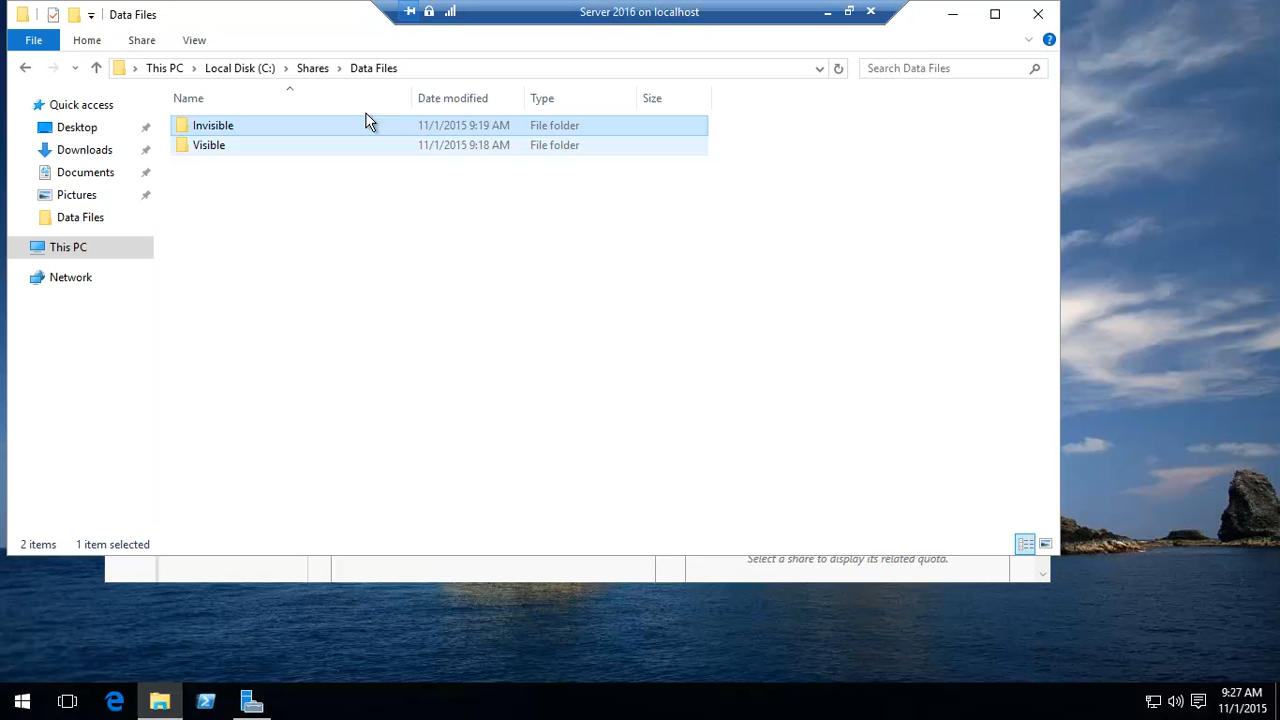 Data Files
Server 2016 on localhost
File Home Share View
This PC Local Disk (C:) Shares Data Files
Search Data Files
Name Date modified Type Size
Quick access
Invisible 11/1/2015 9:19 AM File folder
Desktop
Visible 11/1/2015 9:18 AM File folder
Downloads
Documents
Pictures
Data Files
This PC
Network
2 items 1 item selected
Select a share to display its related quota.
9:27 AM
11/1/2015